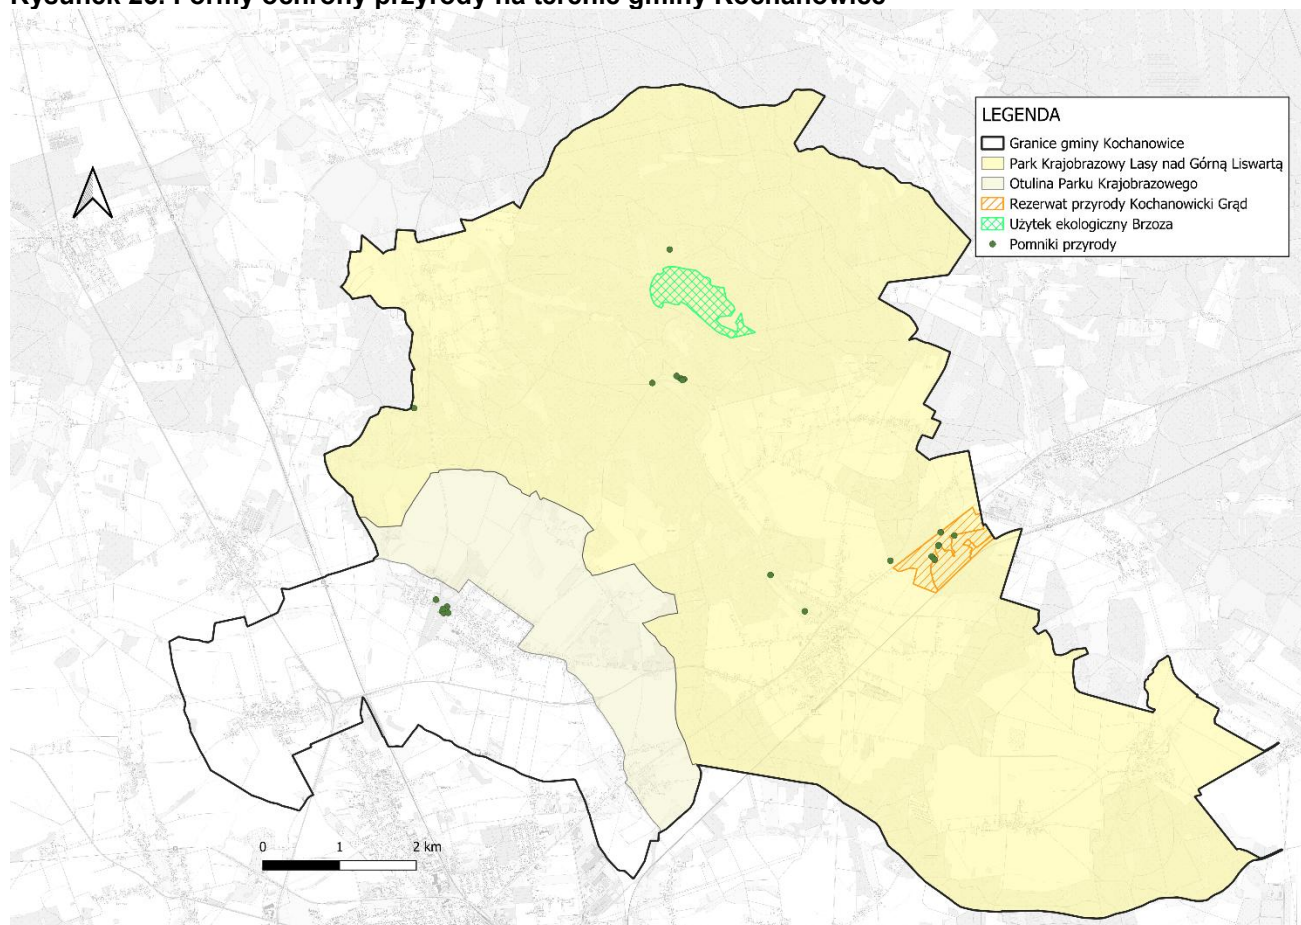 Rysunek 23. Formy ochrony przyrody na terenie gminy Kochanowice
LEGENDA
Granice gminy Kochanowice
Park Krajobrazowy Lasy nad Górną Liswartą
Otulina Parku Krajobrazowego
Rezerwat przyrody Kochanowicki Grąd
Użytek ekologiczny Brzoza
Pomniki przyrody
0 1 2 km